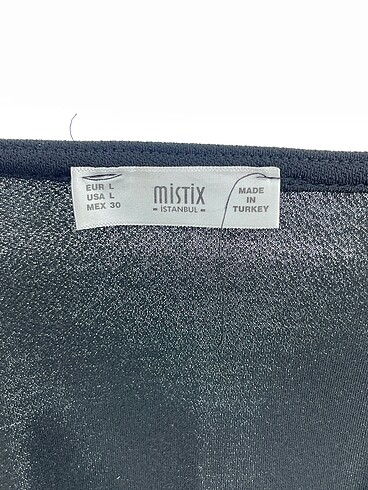 EUR L
USA L
MEX 30
mistix
- İSTANBUL -
MADE
IN
TURKEY